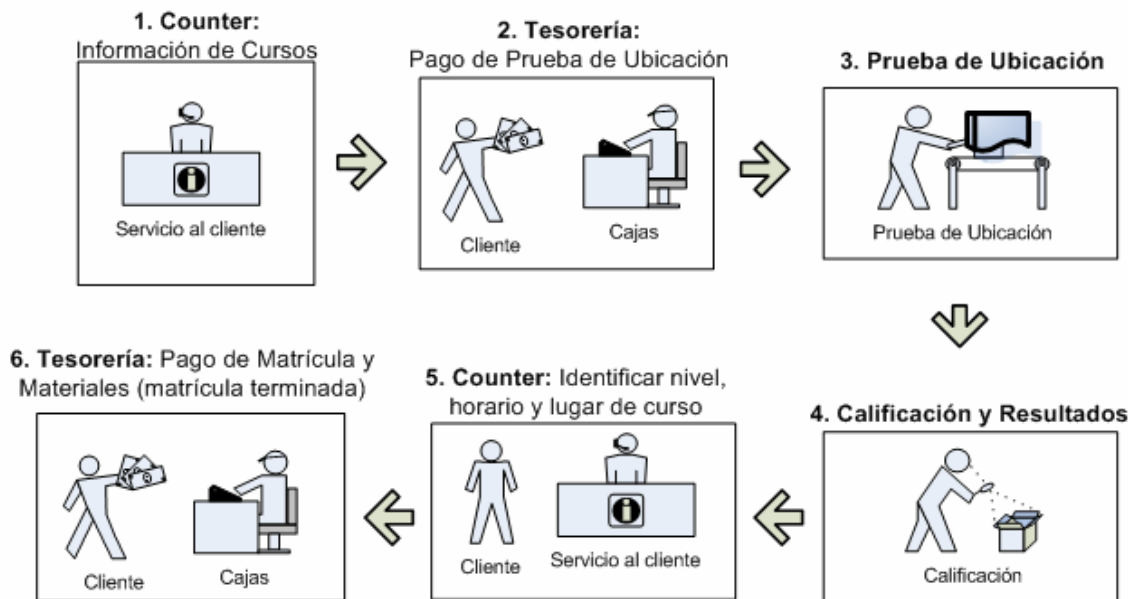 1. Counter:
Información de Cursos
Servicio al cliente
2. Tesorería:
Pago de Prueba de Ubicación
Cliente
Cajas
3. Prueba de Ubicación
Prueba de Ubicación
4. Calificación y Resultados
Calificación
5. Counter: Identificar nivel,
horario y lugar de curso
Cliente
Servicio al cliente
6. Tesorería: Pago de Matrícula y
Materiales (matrícula terminada)
Cliente
Cajas